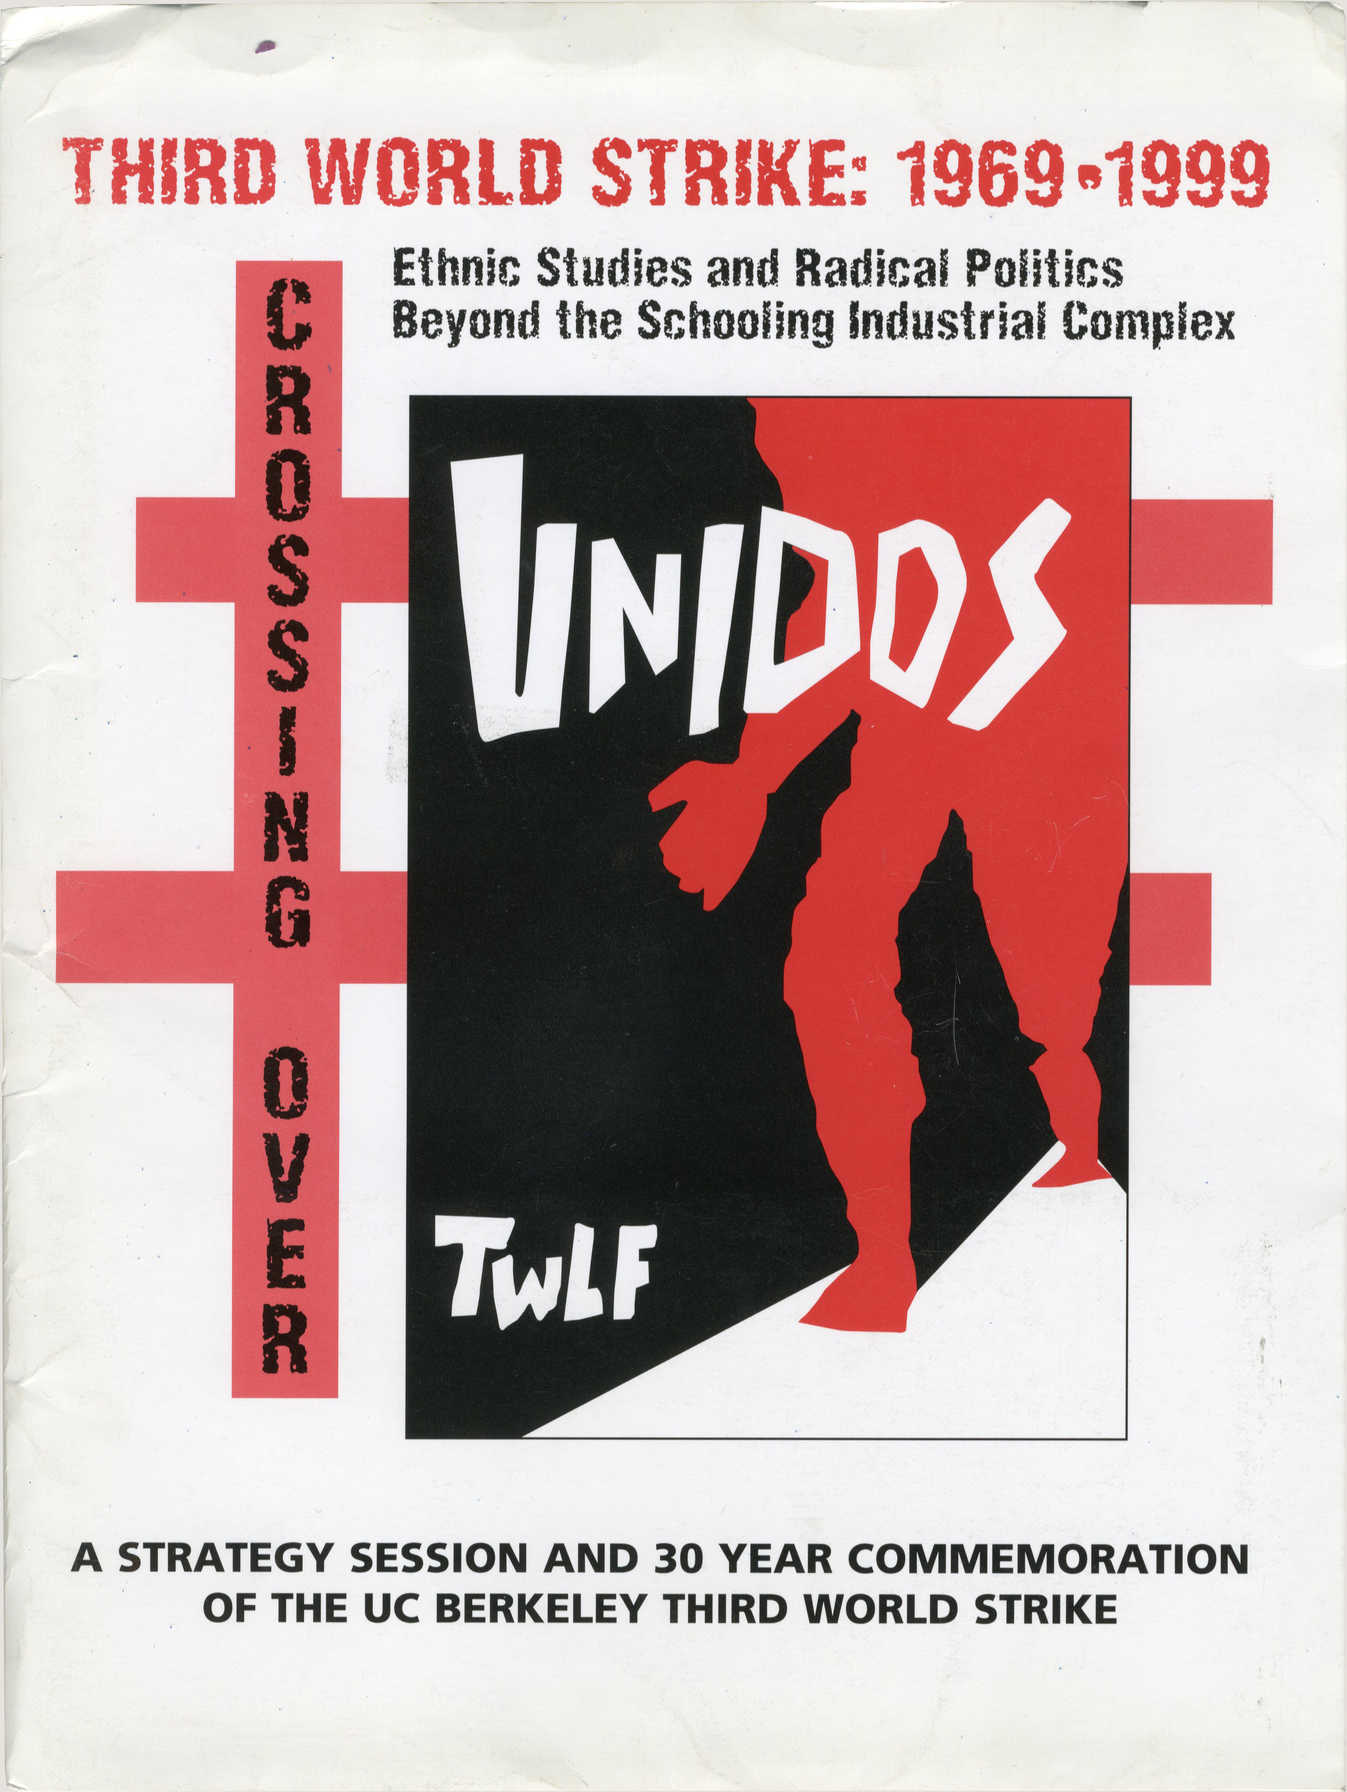 THIRD WORLD STRIKE: 1969•1999
Ethnic Studies and Radical Politics
Beyond the Schooling Industrial Complex
CROSSING OVER
UNIDOS
TWLF
A STRATEGY SESSION AND 30 YEAR COMMEMORATION
OF THE UC BERKELEY THIRD WORLD STRIKE